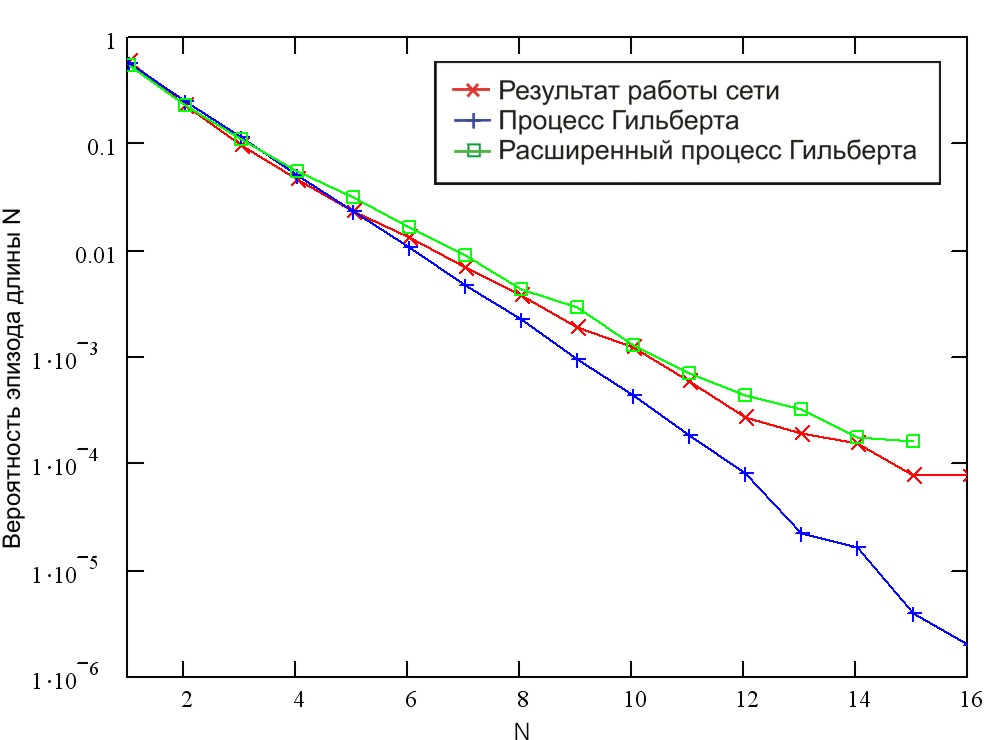 1
Результат работы сети
Процесс Гильберта
Расширенный процесс Гильберта
0.1
0.01
1·10⁻³
1·10⁻⁴
1·10⁻⁵
1·10⁻⁶
Вероятность эпизода длины N
2 4 6 8 10 12 14 16
N